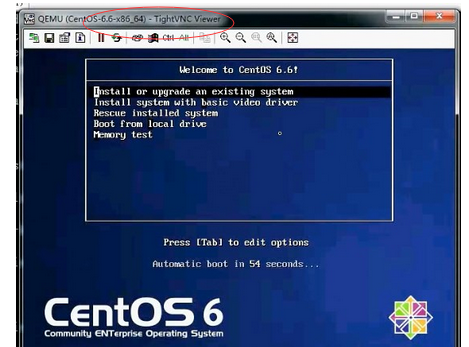 QEMU (CentOS-6.6-x86_64) - TightVNC Viewer
Ctrl Alt
Welcome to CentOS 6.6!
Install or upgrade an existing system
Install system with basic video driver
Rescue installed system
Boot from local drive
Memory test
Press [Tab] to edit options
Automatic boot in 54 seconds...
CentOS 6
Community ENTerprise Operating System